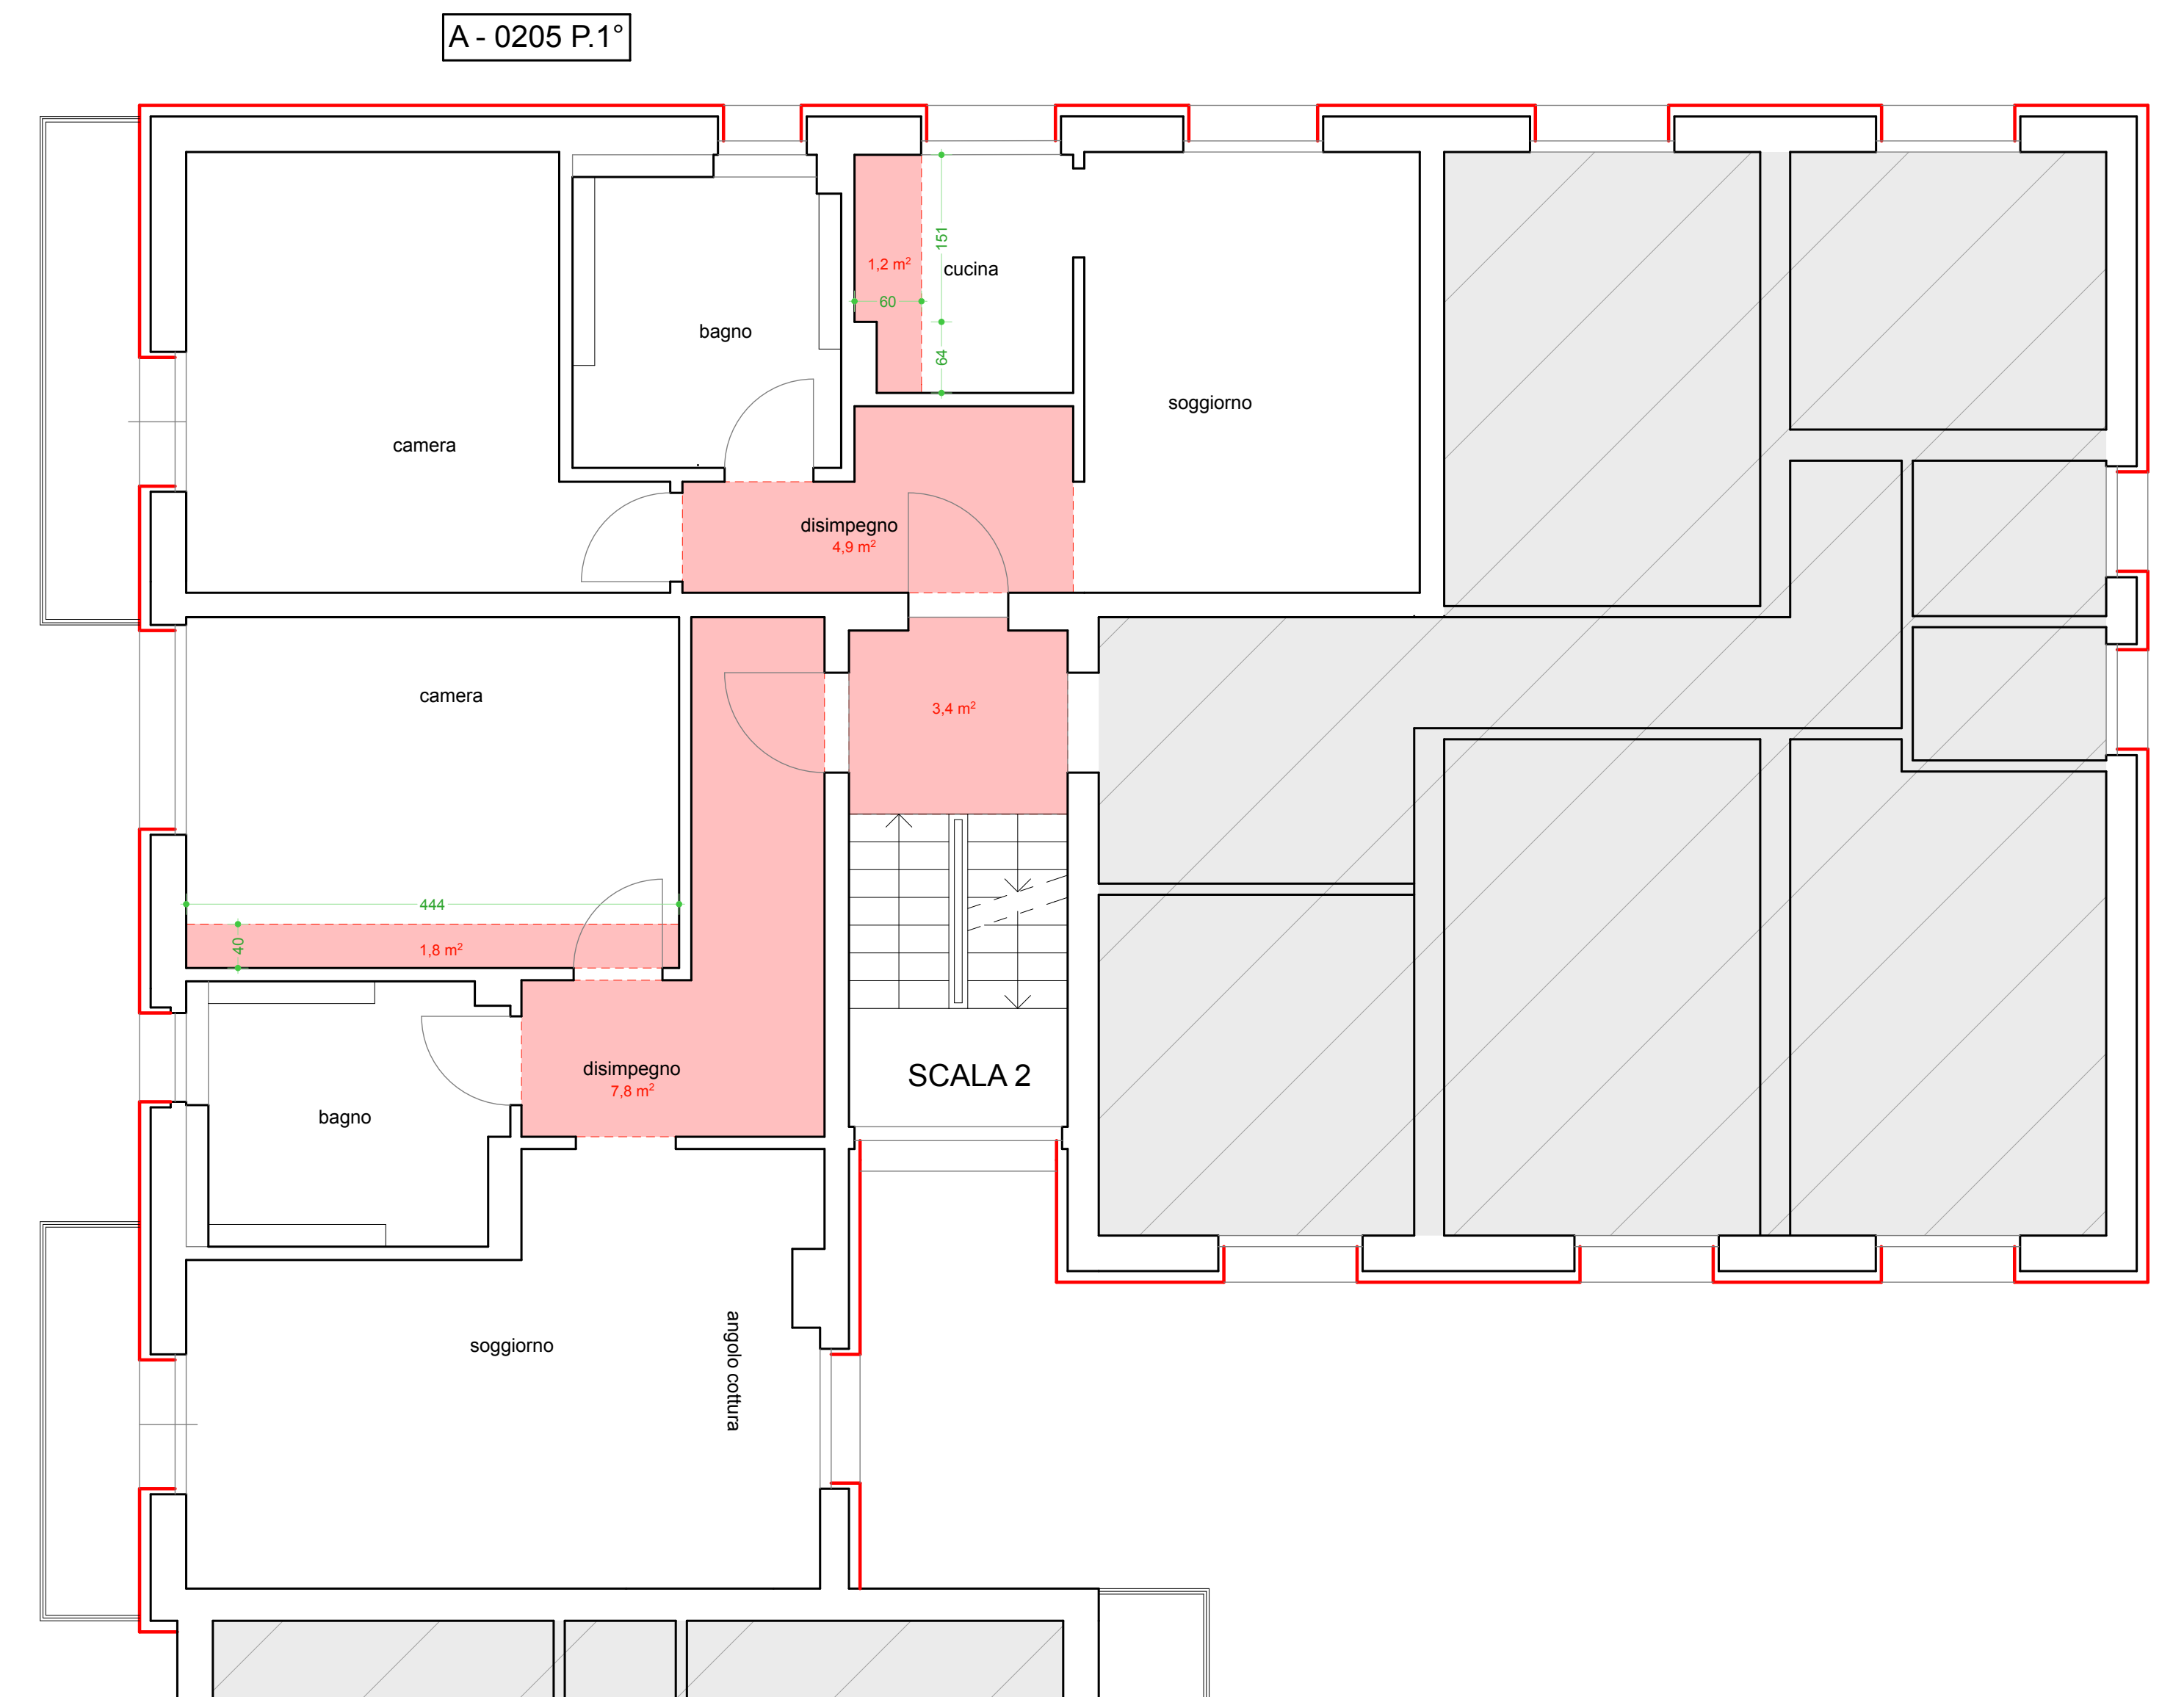 A - 0205 P.1°
151
1,2 m²
cucina
60
bagno
64
soggiorno
camera
disimpegno
4,9 m²
camera
3,4 m²
444
40
1,8 m²
disimpegno
7,8 m²
SCALA 2
bagno
soggiorno
angolo cottura